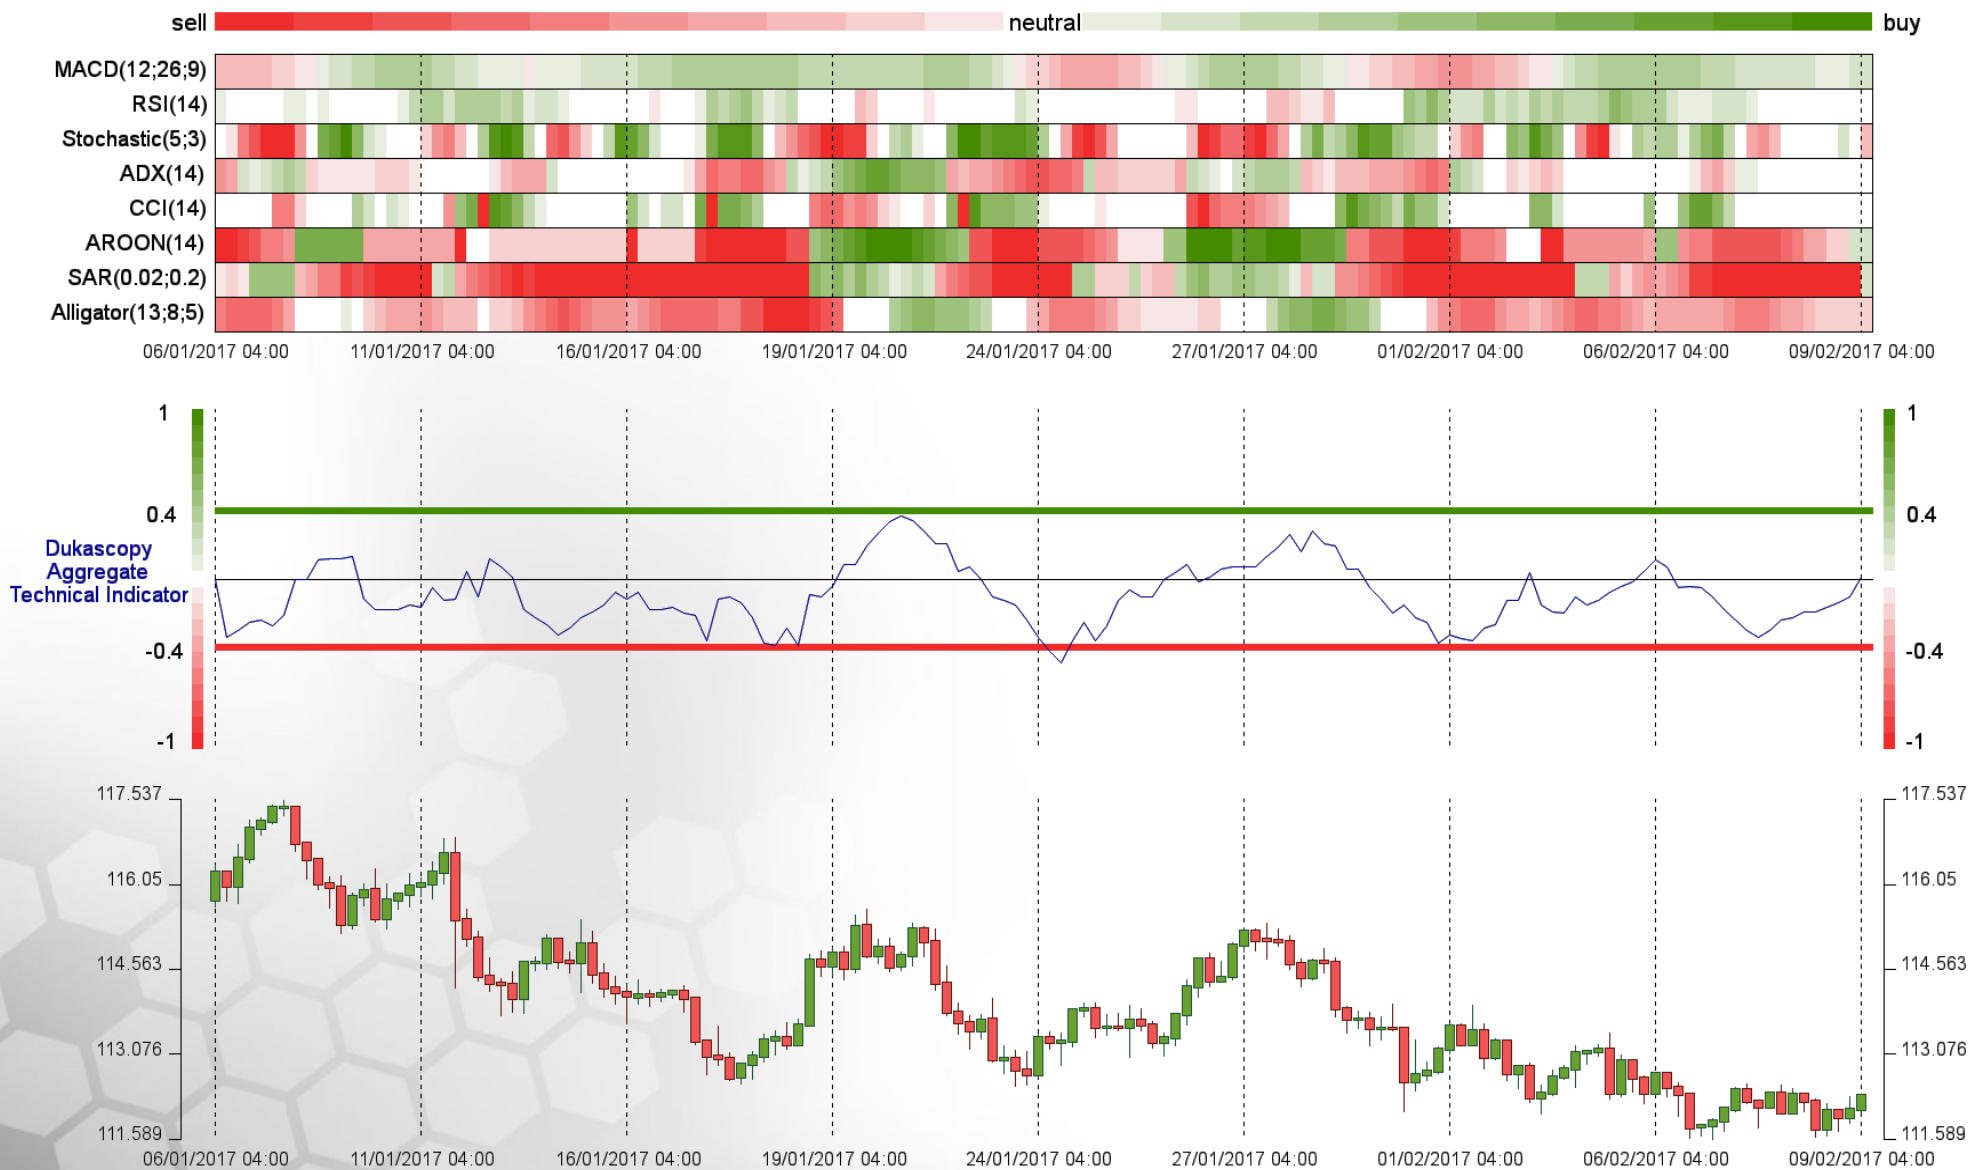 sell neutral buy
MACD(12;26;9)
RSI(14)
Stochastic(5;3)
ADX(14)
CCI(14)
AROON(14)
SAR(0.02;0.2)
Alligator(13;8;5)
06/01/2017 04:00 11/01/2017 04:00 16/01/2017 04:00 19/01/2017 04:00 24/01/2017 04:00 27/01/2017 04:00 01/02/2017 04:00 06/02/2017 04:00 09/02/2017 04:00
1 1
0.4 0.4
Dukascopy
Aggregate
Technical Indicator
-0.4 -0.4
-1 -1
117.537 117.537
116.05 116.05
114.563 114.563
113.076 113.076
111.589 111.589
06/01/2017 04:00 11/01/2017 04:00 16/01/2017 04:00 19/01/2017 04:00 24/01/2017 04:00 27/01/2017 04:00 01/02/2017 04:00 06/02/2017 04:00 09/02/2017 04:00